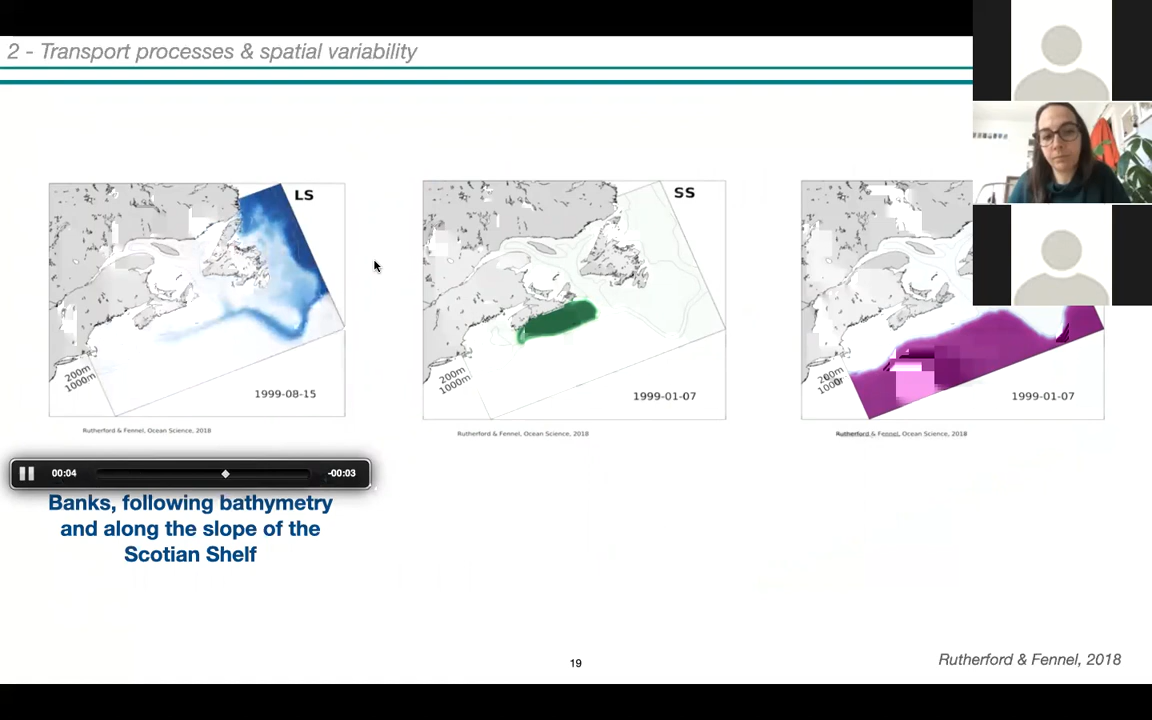 2 - Transport processes & spatial variability
LS
200m
1000m
1999-08-15
Rutherford & Fennel, Ocean Science, 2018
SS
200m
1000m
1999-01-07
Rutherford & Fennel, Ocean Science, 2018
200m
1999-01-07
Rutherford & Fennel, Ocean Science, 2018
00:04
-00:03
Banks, following bathymetry
and along the slope of the
Scotian Shelf
19
Rutherford & Fennel, 2018